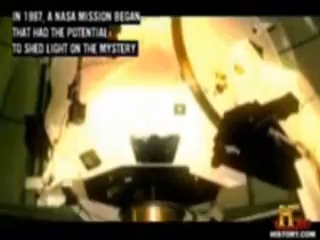 IN 1997, A NASA MISSION BEGAN
THAT HAD THE POTENTIAL
TO SHED LIGHT ON THE MYSTERY
H
HISTORY.COM